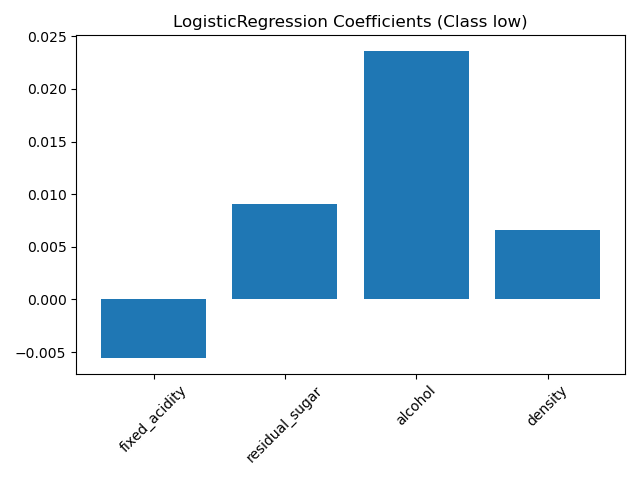 LogisticRegression Coefficients (Class low)
0.025
0.020
0.015
0.010
0.005
0.000
−0.005
fixed_acidity
residual_sugar
alcohol
density